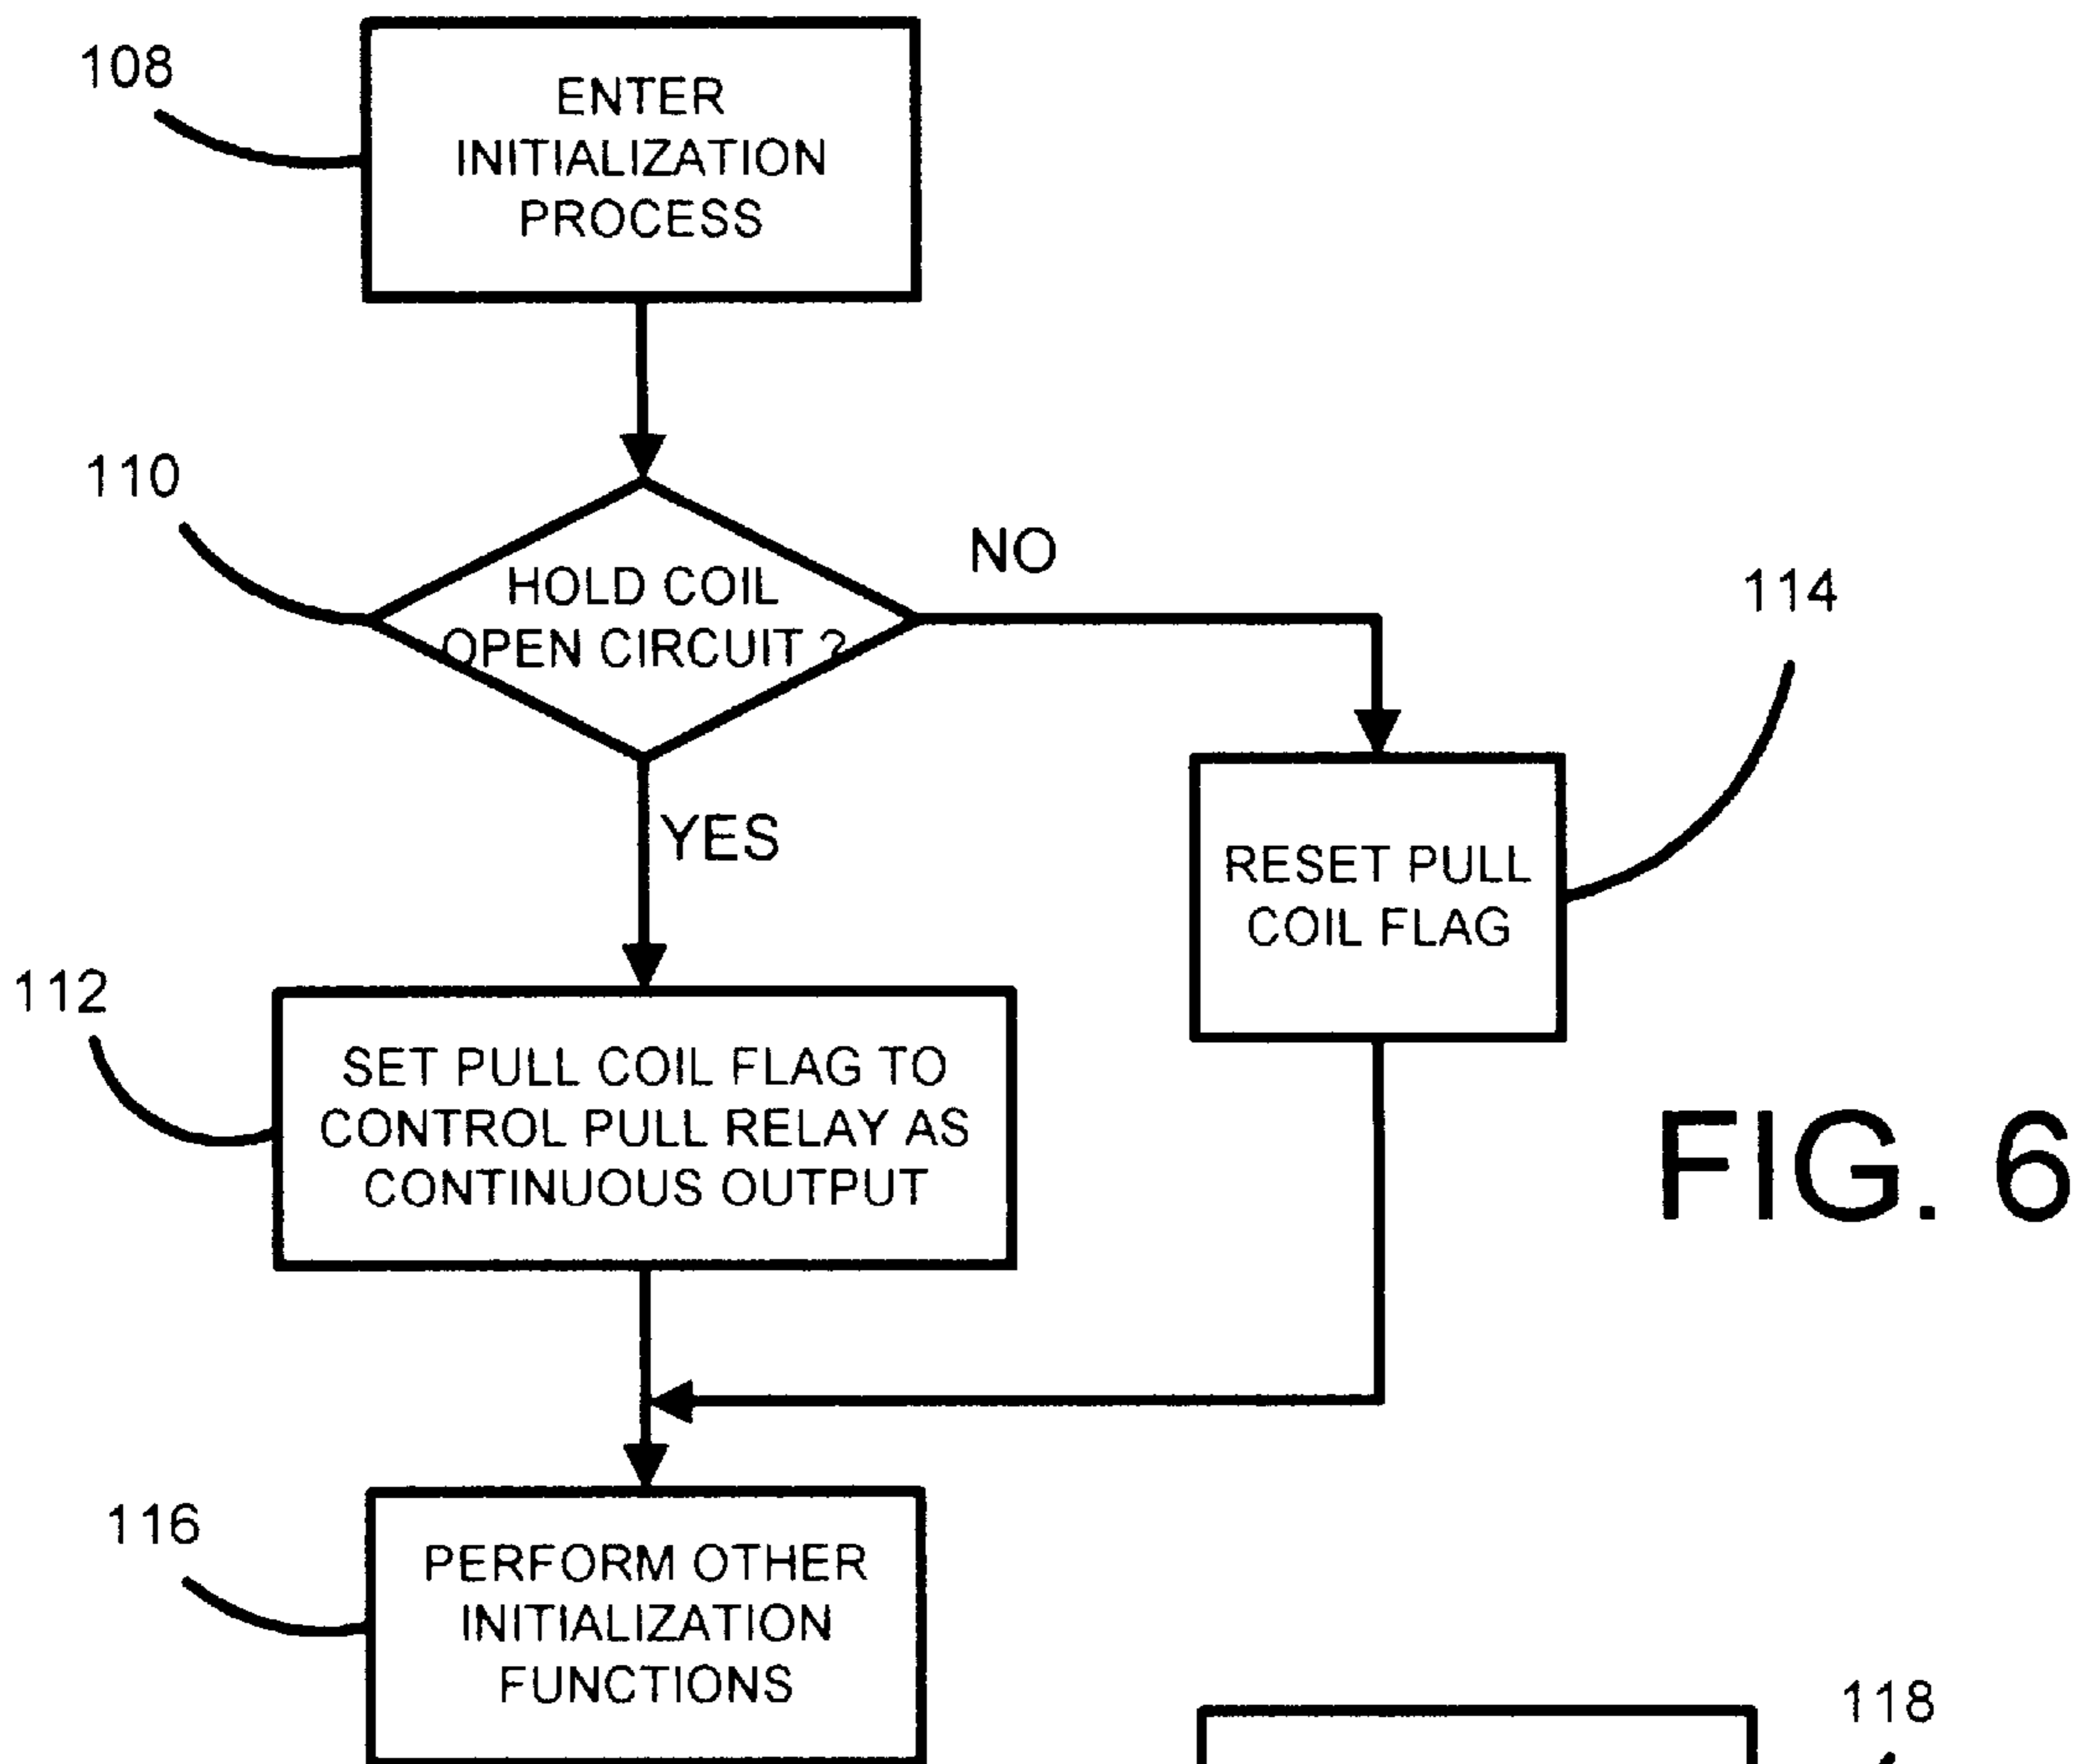 108
ENTER
INITIALIZATION
PROCESS
110
HOLD COIL
OPEN CIRCUIT ?
NO
114
YES
RESET PULL
COIL FLAG
112
SET PULL COIL FLAG TO
CONTROL PULL RELAY AS
CONTINUOUS OUTPUT
FIG. 6
116
PERFORM OTHER
INITIALIZATION
FUNCTIONS
118